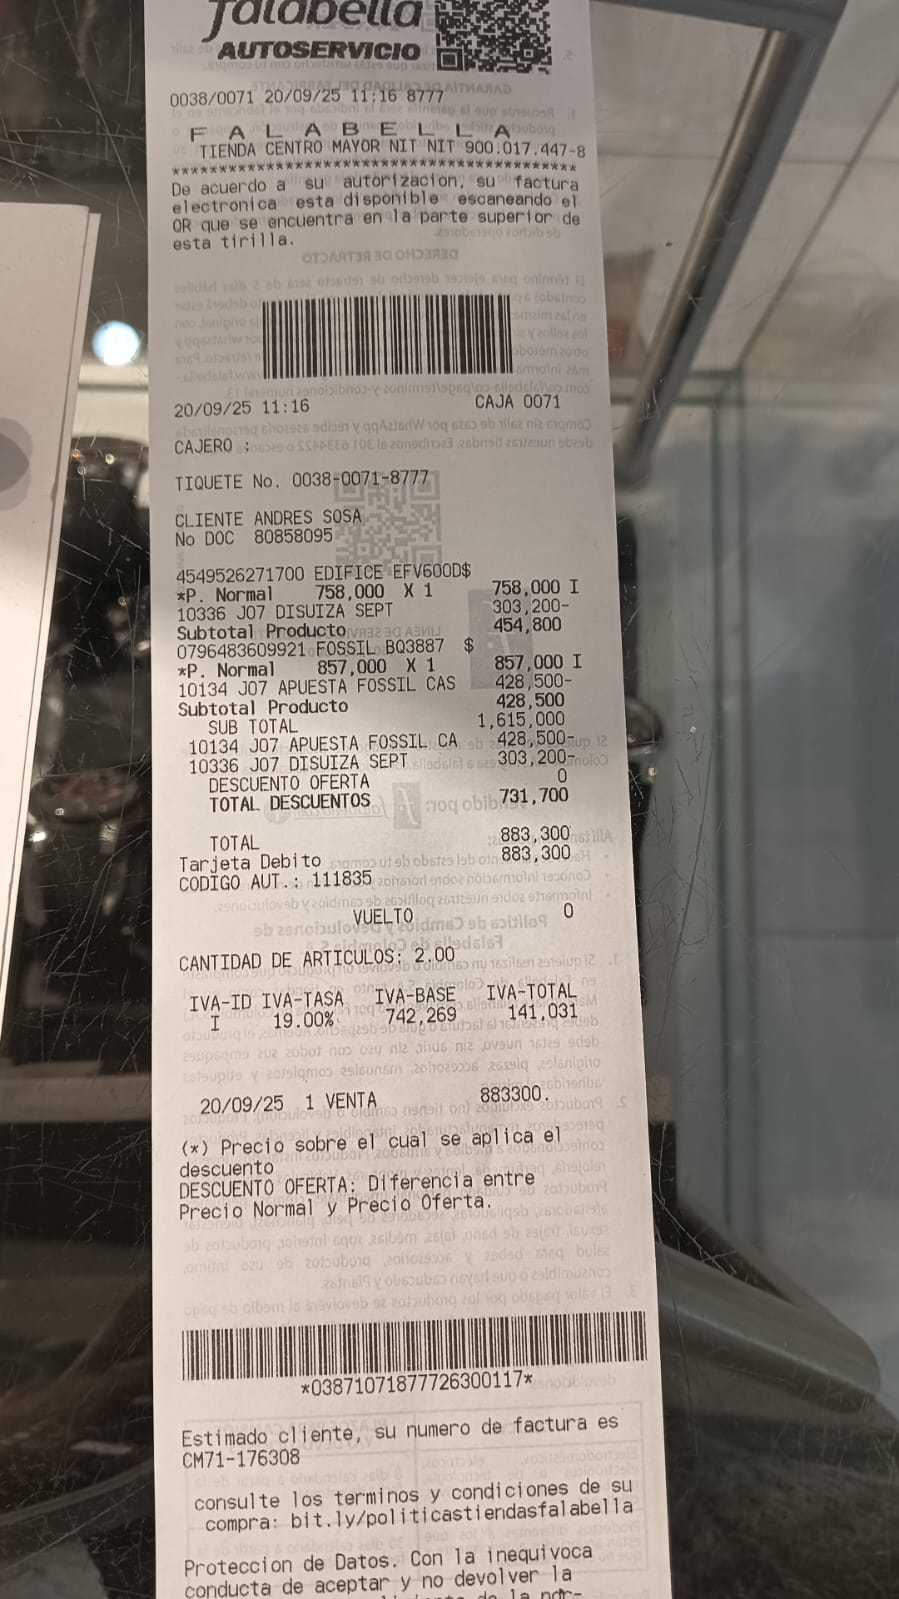 falabella
AUTOSERVICIO
0038/0071 20/09/25 11:16 8777
F A L A B E L L A
TIENDA CENTRO MAYOR NIT NIT 900.017.447-8
********************************************
De acuerdo a su autorizacion, su factura
electronica esta disponible escaneando el
QR que se encuentra en la parte superior de
esta tirilla.
20/09/25 11:16 CAJA 0071
CAJERO :
TIQUETE No. 0038-0071-8777
CLIENTE ANDRES SOSA
No DOC 80858095
4549526271700 EDIFICE EFV600D$
*P. Normal 758,000 X 1 758,000 I
10336 J07 DISUIZA SEPT 303,200-
Subtotal Producto 454,800
0796483609921 FOSSIL BQ3887 $
*P. Normal 857,000 X 1 857,000 I
10134 J07 APUESTA FOSSIL CAS 428,500-
Subtotal Producto 428,500
SUB TOTAL 1,615,000
10134 J07 APUESTA FOSSIL CA 428,500-
10336 J07 DISUIZA SEPT 303,200-
DESCUENTO OFERTA 0
TOTAL DESCUENTOS 731,700
TOTAL 883,300
Tarjeta Debito 883,300
CODIGO AUT.: 111835
VUELTO 0
CANTIDAD DE ARTICULOS: 2.00
IVA-ID IVA-TASA IVA-BASE IVA-TOTAL
I 19.00% 742,269 141,031
20/09/25 1 VENTA 883300.
(*) Precio sobre el cual se aplica el
descuento
DESCUENTO OFERTA: Diferencia entre
Precio Normal y Precio Oferta.
*03871071877726300117*
Estimado cliente, su numero de factura es
CM71-176308
consulte los terminos y condiciones de su
compra: bit.ly/politicastiendasfalabella
Proteccion de Datos. Con la inequivoca
conducta de aceptar y no devolver la